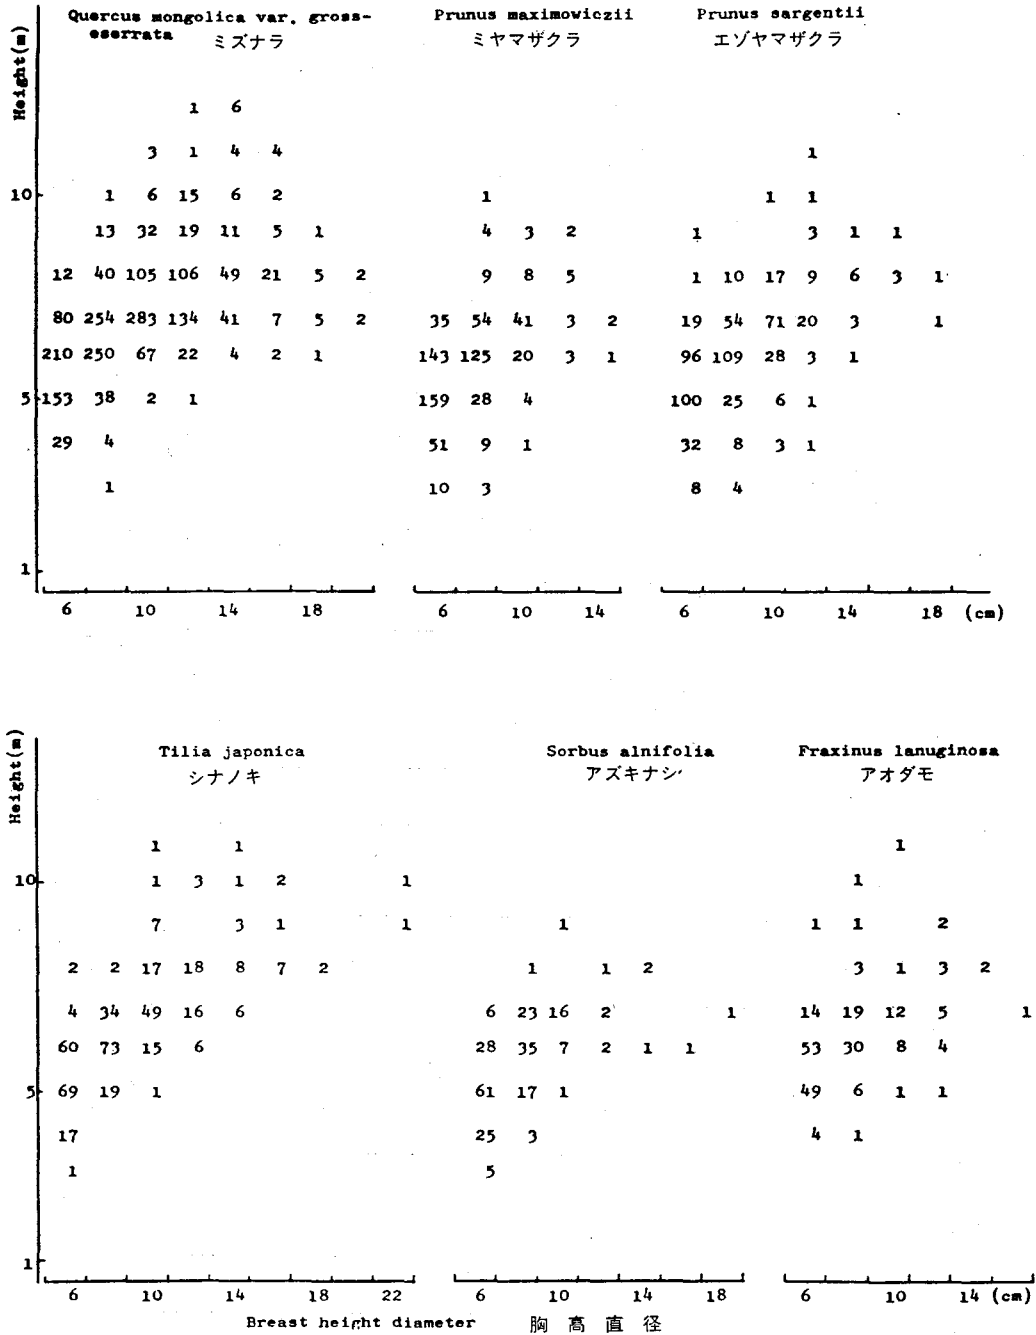 Quercus mongolica var. gross- Prunus maximowiczii Prunus sargentii
eserrata ミズナラ ミヤマザクラ エゾヤマザクラ
Height(m)
1 6
3 1 4 4 1
10 1 6 15 6 2 1 1 1
13 32 19 11 5 1 4 3 2 1 3 1 1
12 40 105 106 49 21 5 2 9 8 5 1 10 17 9 6 3 1
80 254 283 134 41 7 5 2 35 54 41 3 2 19 54 71 20 3 1
210 250 67 22 4 2 1 143 125 20 3 1 96 109 28 3 1
5 153 38 2 1 159 28 4 100 25 6 1
29 4 51 9 1 32 8 3 1
1 10 3 8 4
1
6 10 14 18 6 10 14 6 10 14 18 (cm)
Tilia japonica Sorbus alnifolia Fraxinus lanuginosa
シナノキ アズキナシ アオダモ
Height(m)
1 1 1
10 1 3 1 2 1 1
7 3 1 1 1 1 1 2
2 2 17 18 8 7 2 1 1 2 3 1 3 2
4 34 49 16 6 6 23 16 2 1 14 19 12 5 1
60 73 15 6 28 35 7 2 1 1 53 30 8 4
5 69 19 1 61 17 1 49 6 1 1
17 25 3 4 1
1 5
1
6 10 14 18 22 6 10 14 18 6 10 14 (cm)
Breast height diameter 胸高直径